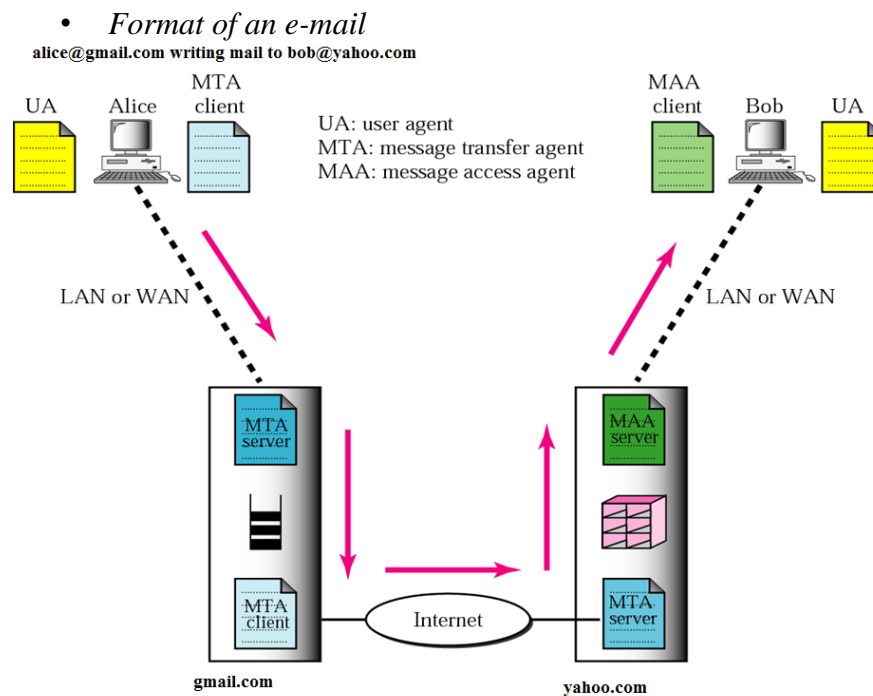 • Format of an e-mail
alice@gmail.com writing mail to bob@yahoo.com
UA
Alice
MTA
client
UA: user agent
MTA: message transfer agent
MAA: message access agent
MAA
client
Bob
UA
LAN or WAN
LAN or WAN
MTA
server
MAA
server
MTA
client
Internet
MTA
server
gmail.com
yahoo.com